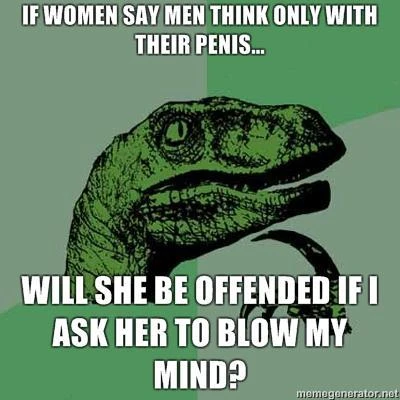 IF WOMEN SAY MEN THINK ONLY WITH
THEIR PENIS...
WILL SHE BE OFFENDED IF I
ASK HER TO BLOW MY
MIND?
memegenerator.net